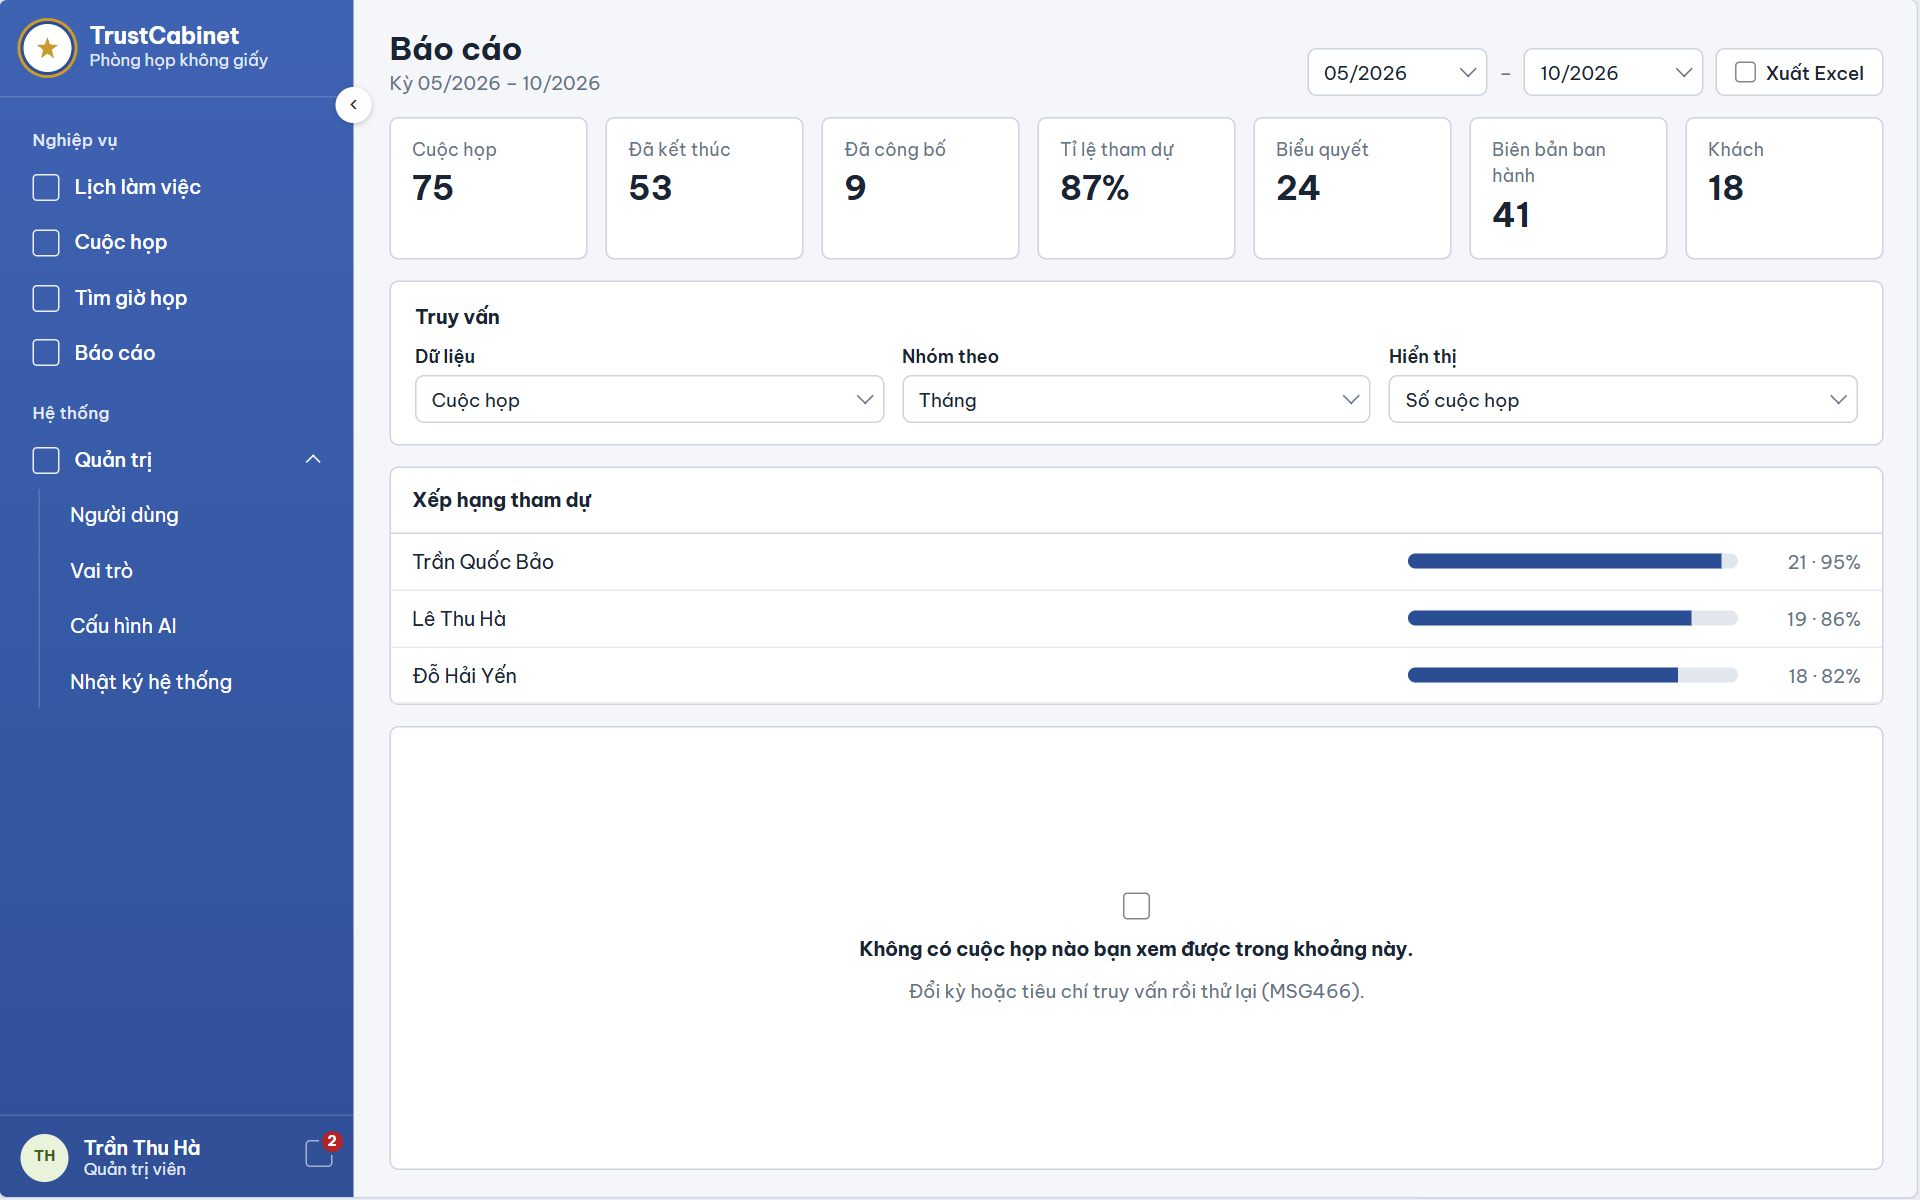 TrustCabinet
Phòng họp không giấy
Nghiệp vụ
Lịch làm việc
Cuộc họp
Tìm giờ họp
Báo cáo
Hệ thống
Quản trị
Người dùng
Vai trò
Cấu hình AI
Nhật ký hệ thống
TH
Trần Thu Hà
Quản trị viên
2
Báo cáo
Kỳ 05/2026 – 10/2026
05/2026 – 10/2026 Xuất Excel
Cuộc họp
75
Đã kết thúc
53
Đã công bố
9
Tỉ lệ tham dự
87%
Biểu quyết
24
Biên bản ban
hành
41
Khách
18
Truy vấn
Dữ liệu
Cuộc họp
Nhóm theo
Tháng
Hiển thị
Số cuộc họp
Xếp hạng tham dự
Trần Quốc Bảo 21 · 95%
Lê Thu Hà 19 · 86%
Đỗ Hải Yến 18 · 82%
Không có cuộc họp nào bạn xem được trong khoảng này.
Đổi kỳ hoặc tiêu chí truy vấn rồi thử lại (MSG466).